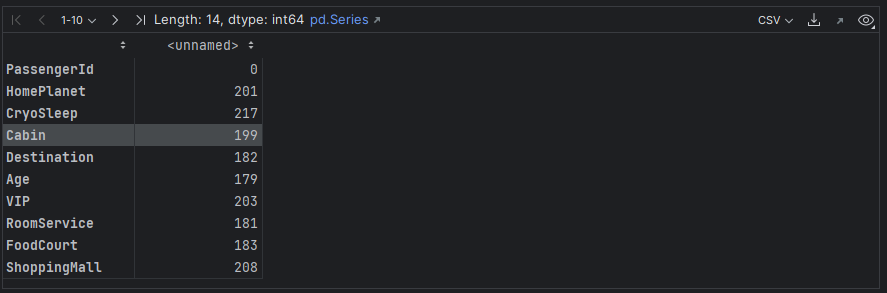 1-10 Length: 14, dtype: int64 pd.Series CSV
<unnamed>
PassengerId 0
HomePlanet 201
CryoSleep 217
Cabin 199
Destination 182
Age 179
VIP 203
RoomService 181
FoodCourt 183
ShoppingMall 208